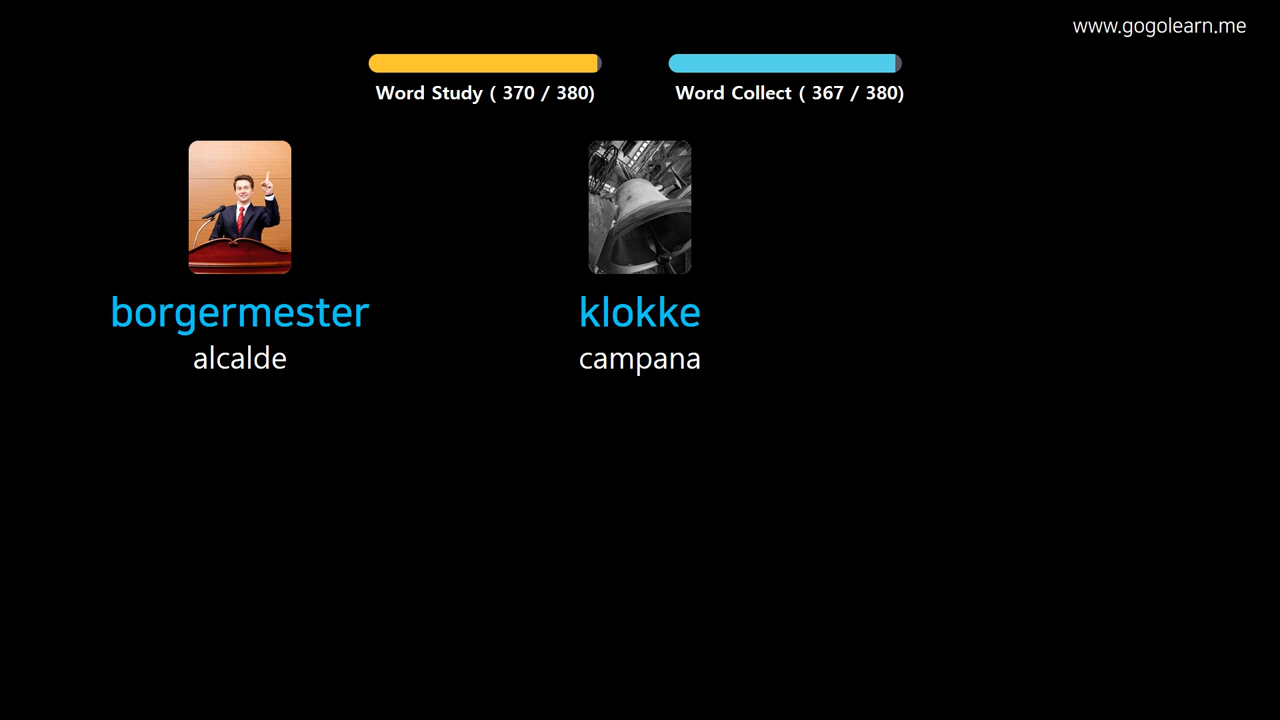 www.gogolearn.me
Word Study ( 370 / 380)
Word Collect ( 367 / 380)
borgermester
alcalde
klokke
campana